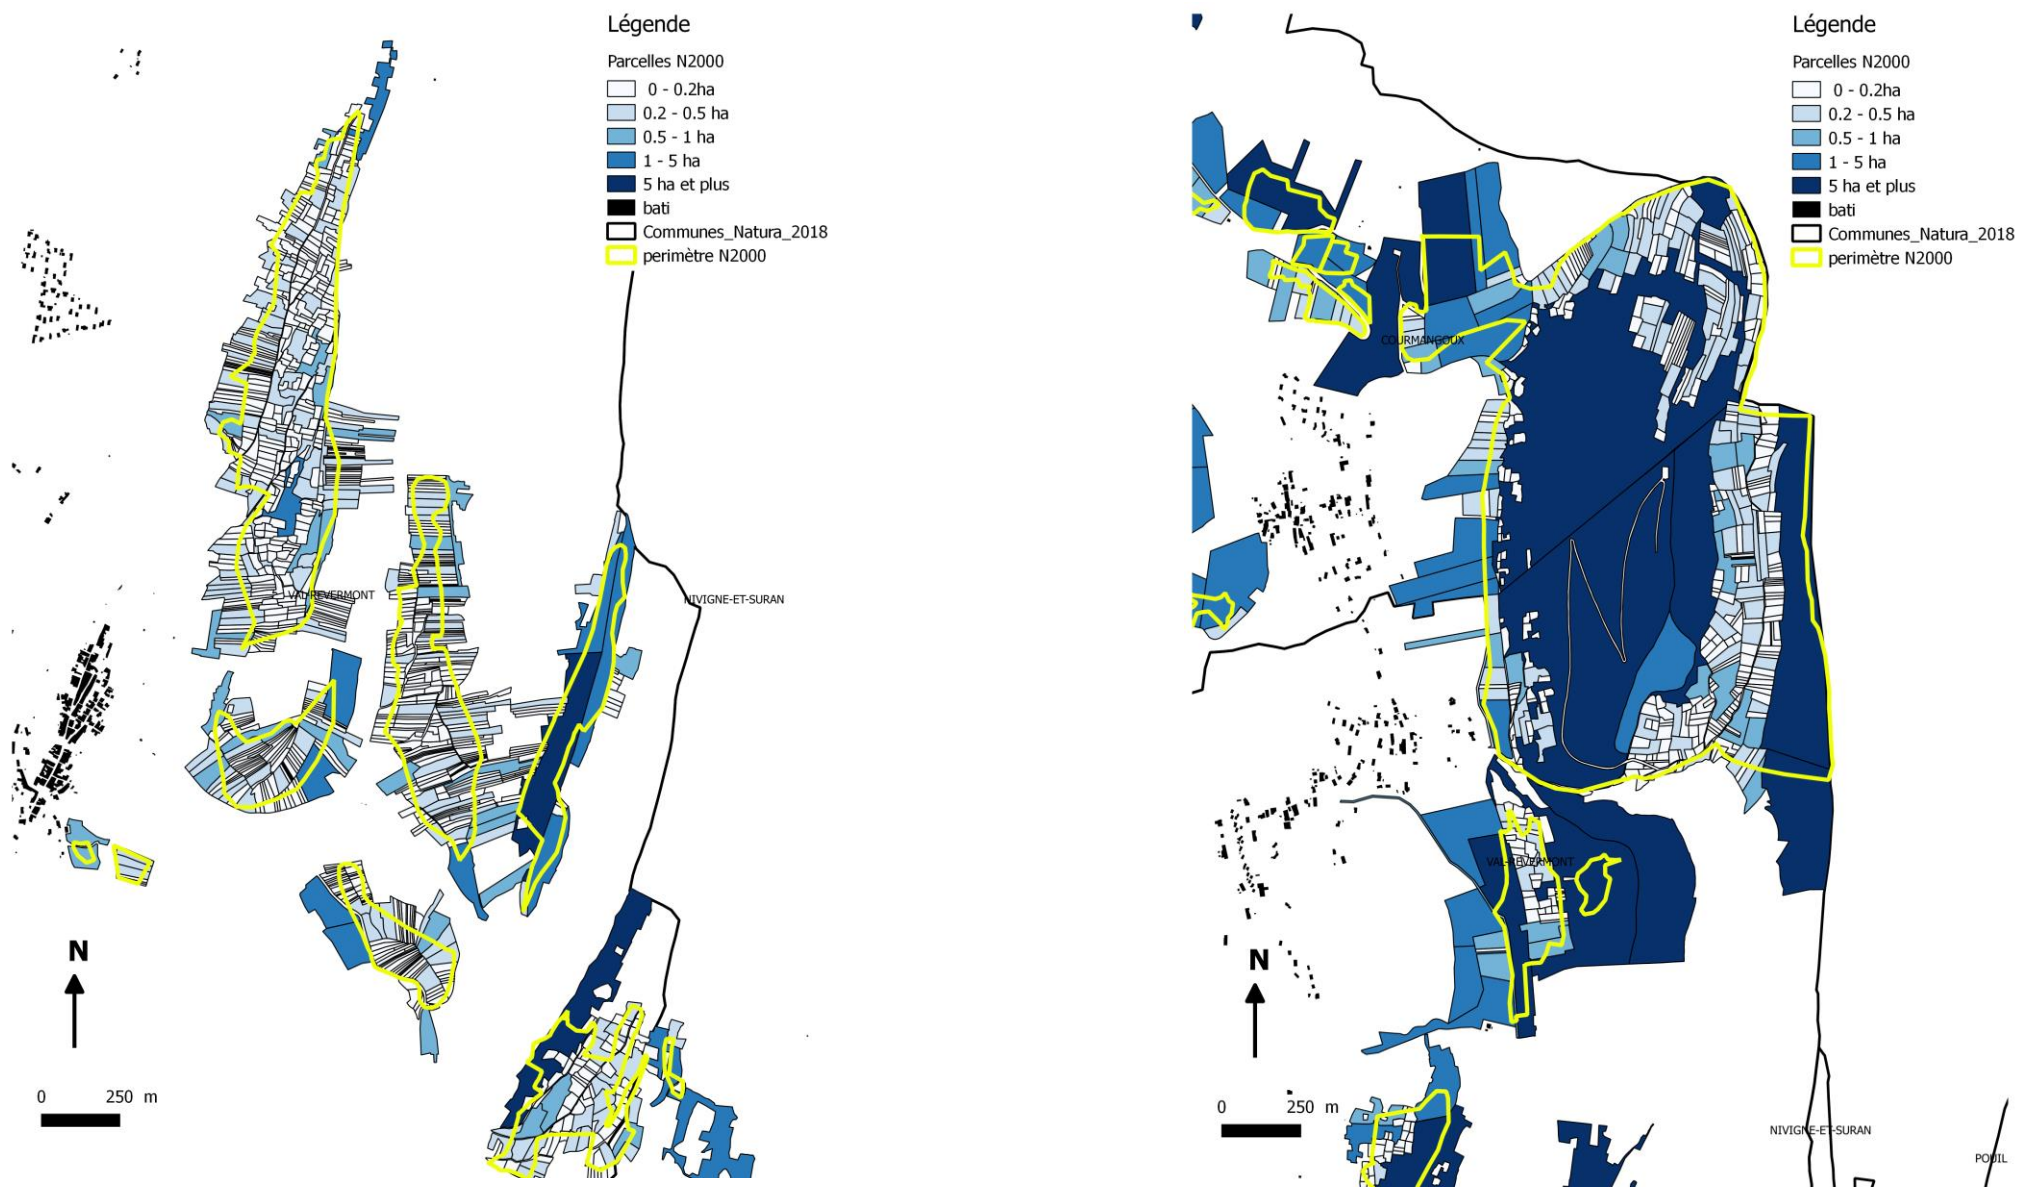 Légende
Parcelles N2000
0 - 0.2ha
0.2 - 0.5 ha
0.5 - 1 ha
1 - 5 ha
5 ha et plus
bati
Communes_Natura_2018
perimètre N2000
VAL-REVERMONT
NIVIGNE-ET-SURAN
N
0 250 m
Légende
Parcelles N2000
0 - 0.2ha
0.2 - 0.5 ha
0.5 - 1 ha
1 - 5 ha
5 ha et plus
bati
Communes_Natura_2018
perimètre N2000
COURMANGOUX
VAL-REVERMONT
N
0 250 m
NIVIGNE-ET-SURAN
POUIL